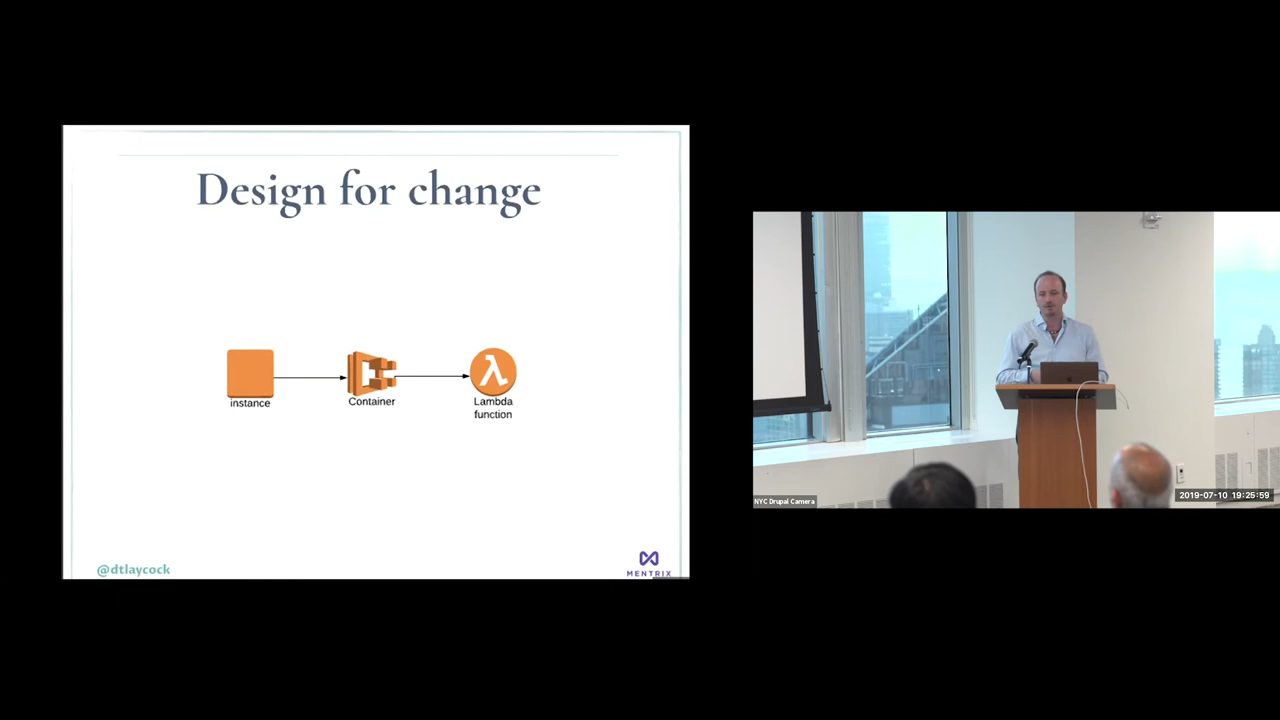 Design for change
instance
Container
Lambda
function
@dtlaycock
MENTRIX
NYC Drupal Camera
2019-07-10 19:25:59